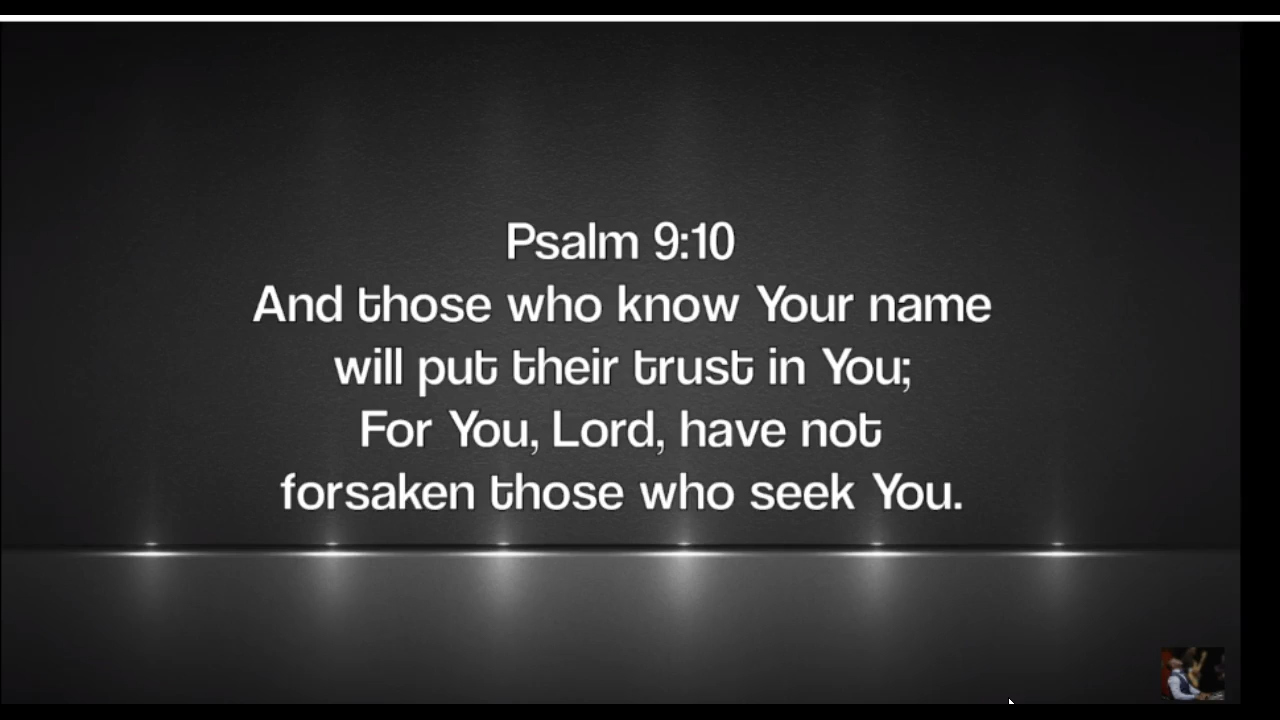 Psalm 9:10
And those who know Your name
will put their trust in You;
For You, Lord, have not
forsaken those who seek You.